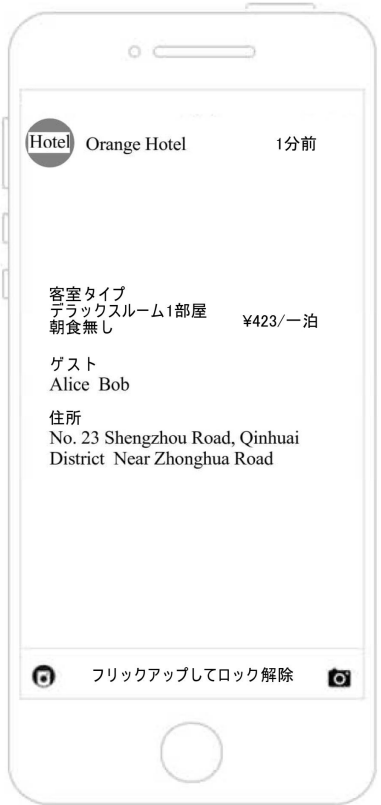 Hotel Orange Hotel 1分前
客室タイプ
デラックスルーム1部屋
朝食無し ¥423/一泊
ゲスト
Alice Bob
住所
No. 23 Shengzhou Road, Qinhuai
District Near Zhonghua Road
フリックアップしてロック解除